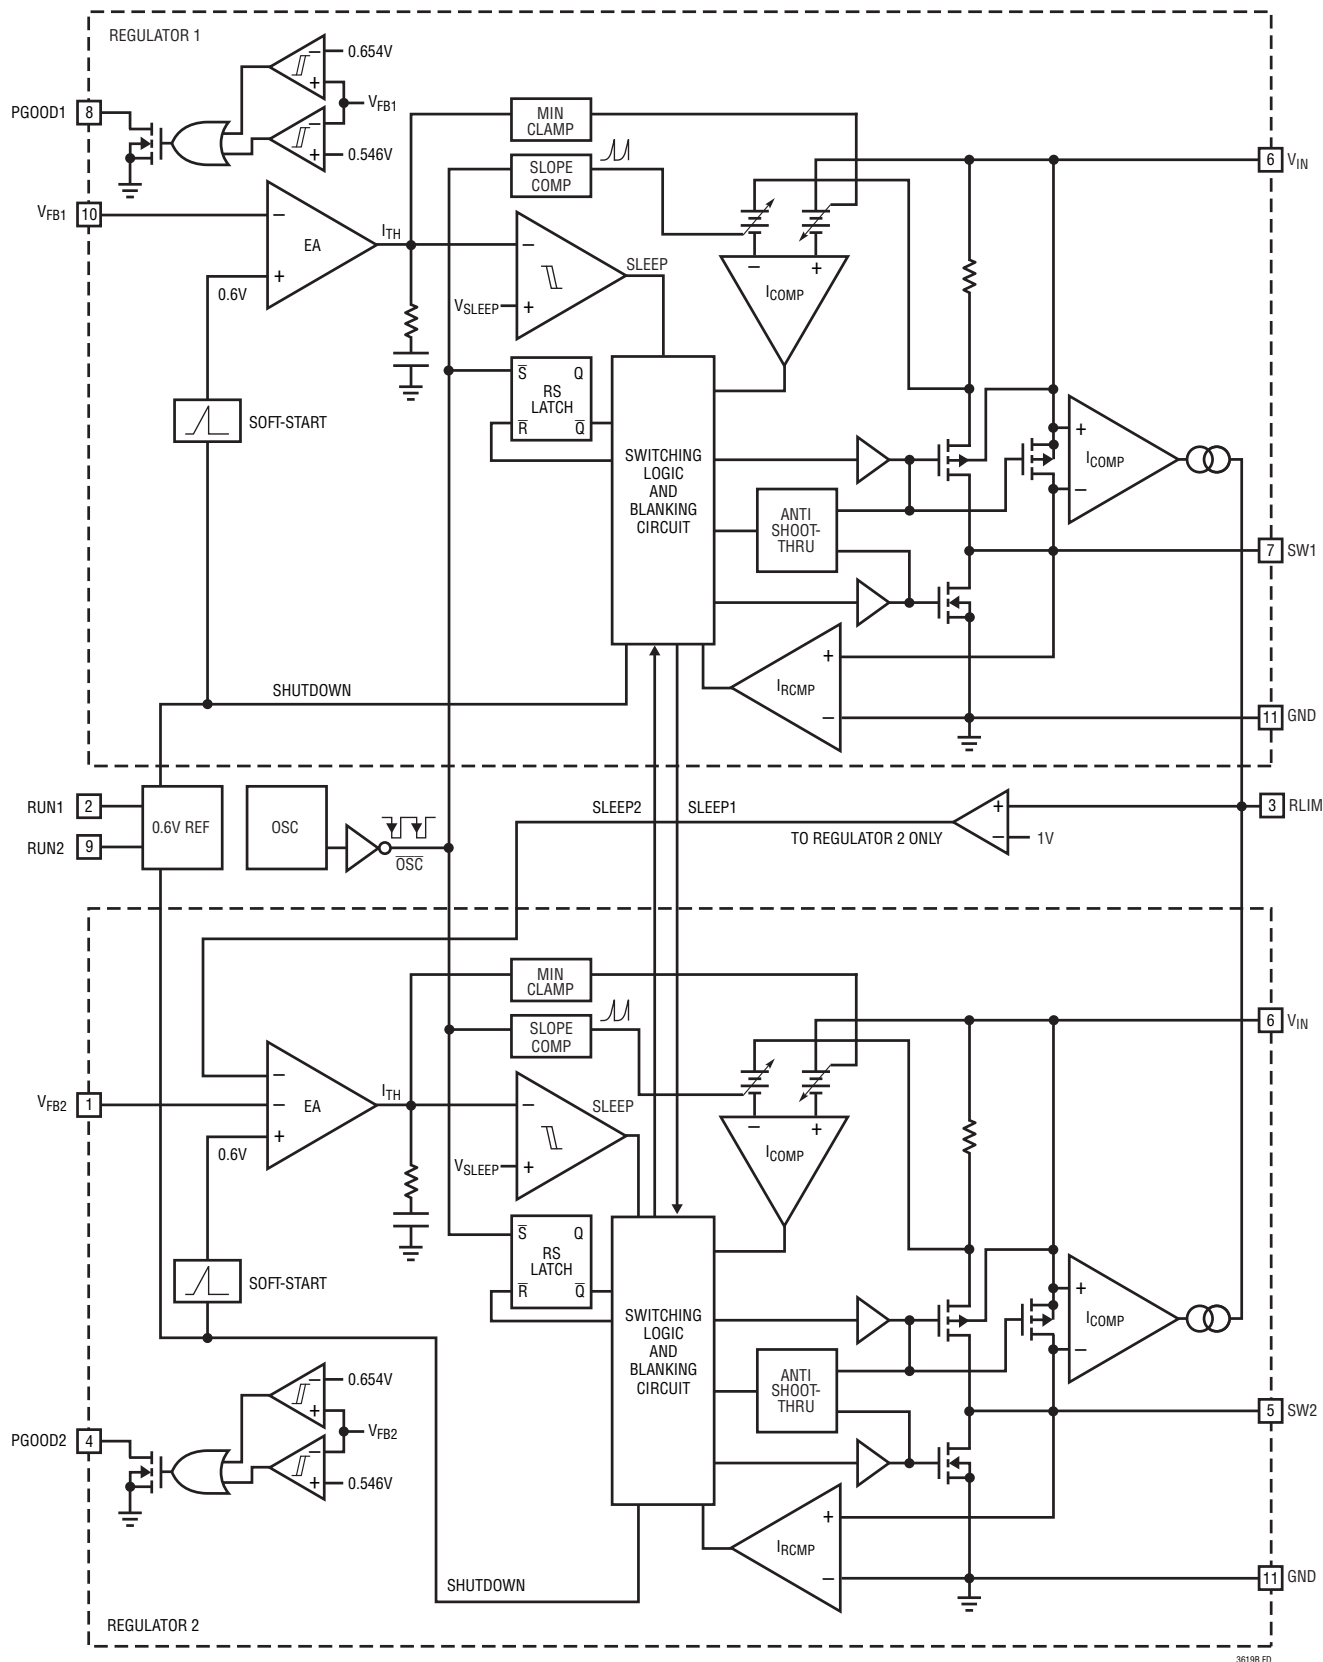 REGULATOR 1
0.654V
−
+
PGOOD1 8
VFB1
−
+
0.546V
MIN
CLAMP
SLOPE
COMP
6 VIN
VFB1 10
−
EA
+
0.6V
ITH
−
SLEEP
VSLEEP
+
−
+
ICOMP
S Q
RS
LATCH
R Q
SOFT-START
SWITCHING
LOGIC
AND
BLANKING
CIRCUIT
+
ICOMP
−
ANTI
SHOOT-
THRU
7 SW1
+
IRCMP
−
SHUTDOWN
11 GND
RUN1 2
RUN2 9
0.6V REF
OSC
OSC
SLEEP2
SLEEP1
TO REGULATOR 2 ONLY
+
−
1V
3 RLIM
MIN
CLAMP
SLOPE
COMP
6 VIN
−
VFB2 1
−
EA
+
0.6V
ITH
−
SLEEP
VSLEEP
+
−
+
ICOMP
S Q
RS
LATCH
R Q
SOFT-START
SWITCHING
LOGIC
AND
BLANKING
CIRCUIT
+
ICOMP
−
ANTI
SHOOT-
THRU
5 SW2
0.654V
−
+
PGOOD2 4
VFB2
−
+
0.546V
+
IRCMP
−
11 GND
SHUTDOWN
REGULATOR 2
3619B FD